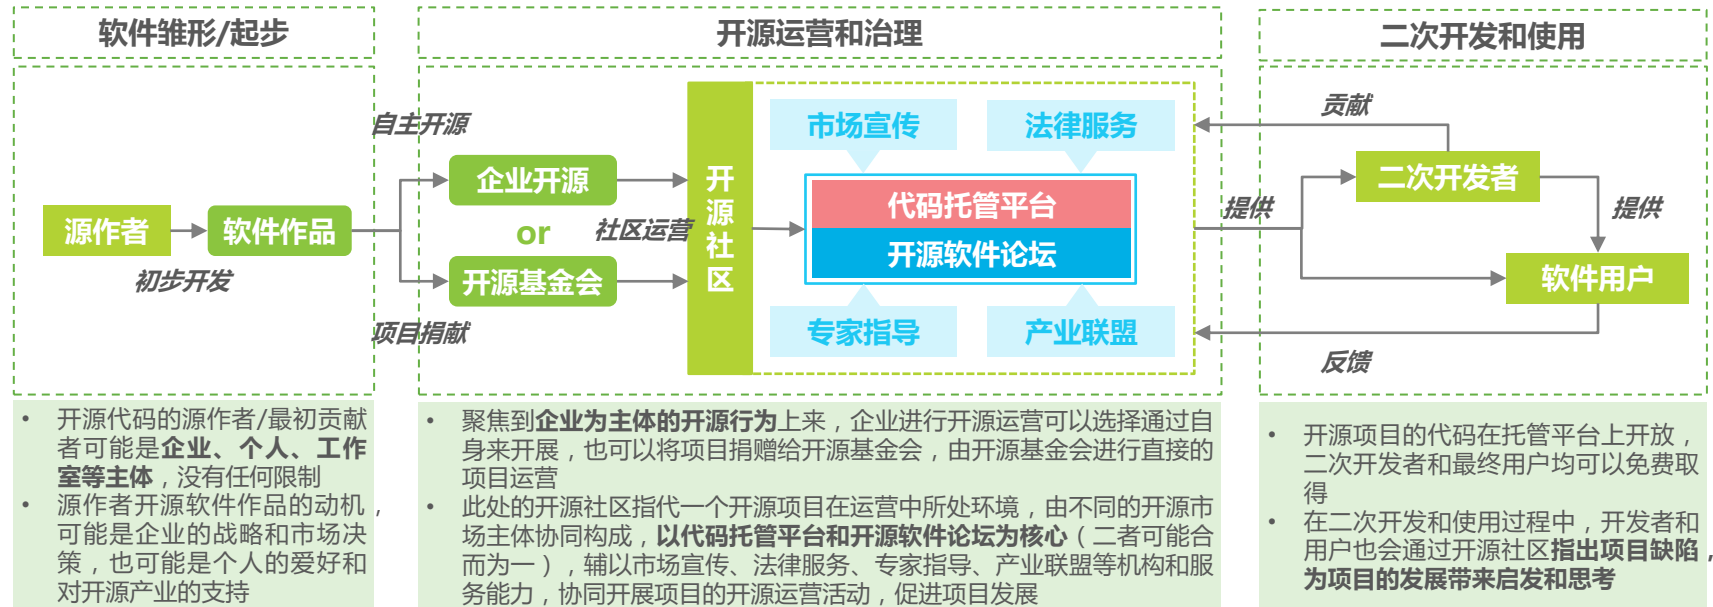 软件雏形/起步
开源运营和治理
二次开发和使用
自主开源
市场宣传
法律服务
贡献
企业开源
开源社区
代码托管平台
二次开发者
源作者
软件作品
or
社区运营
提供
提供
初步开发
开源基金会
开源软件论坛
软件用户
项目捐献
专家指导
产业联盟
反馈
• 开源代码的源作者/最初贡献
者可能是企业、个人、工作
室等主体，没有任何限制
• 源作者开源软件作品的动机，
可能是企业的战略和市场决
策，也可能是个人的爱好和
对开源产业的支持
• 聚焦到企业为主体的开源行为上来，企业进行开源运营可以选择通过自
身来开展，也可以将项目捐赠给开源基金会，由开源基金会进行直接的
项目运营
• 此处的开源社区指代一个开源项目在运营中所处环境，由不同的开源市
场主体协同构成，以代码托管平台和开源软件论坛为核心（二者可能合
而为一），辅以市场宣传、法律服务、专家指导、产业联盟等机构和服
务能力，协同开展项目的开源运营活动，促进项目发展
• 开源项目的代码在托管平台上开放，
二次开发者和最终用户均可以免费取
得
• 在二次开发和使用过程中，开发者和
用户也会通过开源社区指出项目缺陷，
为项目的发展带来启发和思考